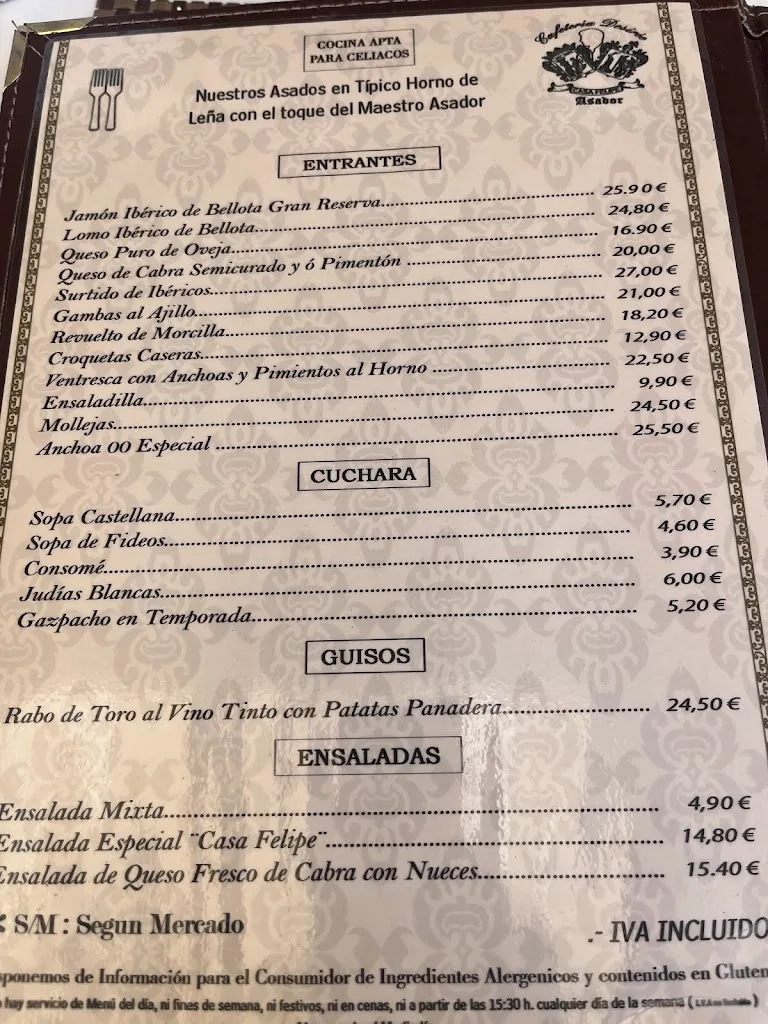 COCINA APTA
PARA CELIACOS
Cafetería
CASA FELIPE
Asador
Nuestros Asados en Típico Horno de
Leña con el toque del Maestro Asador
ENTRANTES
Jamón Ibérico de Bellota Gran Reserva.......... 25.90 €
Lomo Ibérico de Bellota.......... 24,80 €
Queso Puro de Oveja.......... 16.90 €
Queso de Cabra Semicurado y ó Pimentón .......... 20,00 €
Surtido de Ibéricos.......... 27,00 €
Gambas al Ajillo.......... 21,00 €
Revuelto de Morcilla.......... 18,20 €
Croquetas Caseras.......... 12,90 €
Ventresca con Anchoas y Pimientos al Horno .......... 22,50 €
Ensaladilla.......... 9,90 €
Mollejas.......... 24,50 €
Anchoa 00 Especial .......... 25,50 €
CUCHARA
Sopa Castellana.......... 5,70 €
Sopa de Fideos.......... 4,60 €
Consomé.......... 3,90 €
Judías Blancas.......... 6,00 €
Gazpacho en Temporada.......... 5,20 €
GUISOS
Rabo de Toro al Vino Tinto con Patatas Panadera.......... 24,50 €
ENSALADAS
Ensalada Mixta.......... 4,90 €
Ensalada Especial ¨Casa Felipe¨.......... 14,80 €
Ensalada de Queso Fresco de Cabra con Nueces.......... 15.40 €
S/M : Segun Mercado
.- IVA INCLUIDO
sponemos de Información para el Consumidor de Ingredientes Alergenicos y contenidos en Gluten
hay servicio de Menú del día, ni fines de semana, ni festivos, ni en cenas, ni a partir de las 15:30 h. cualquier día de la semana